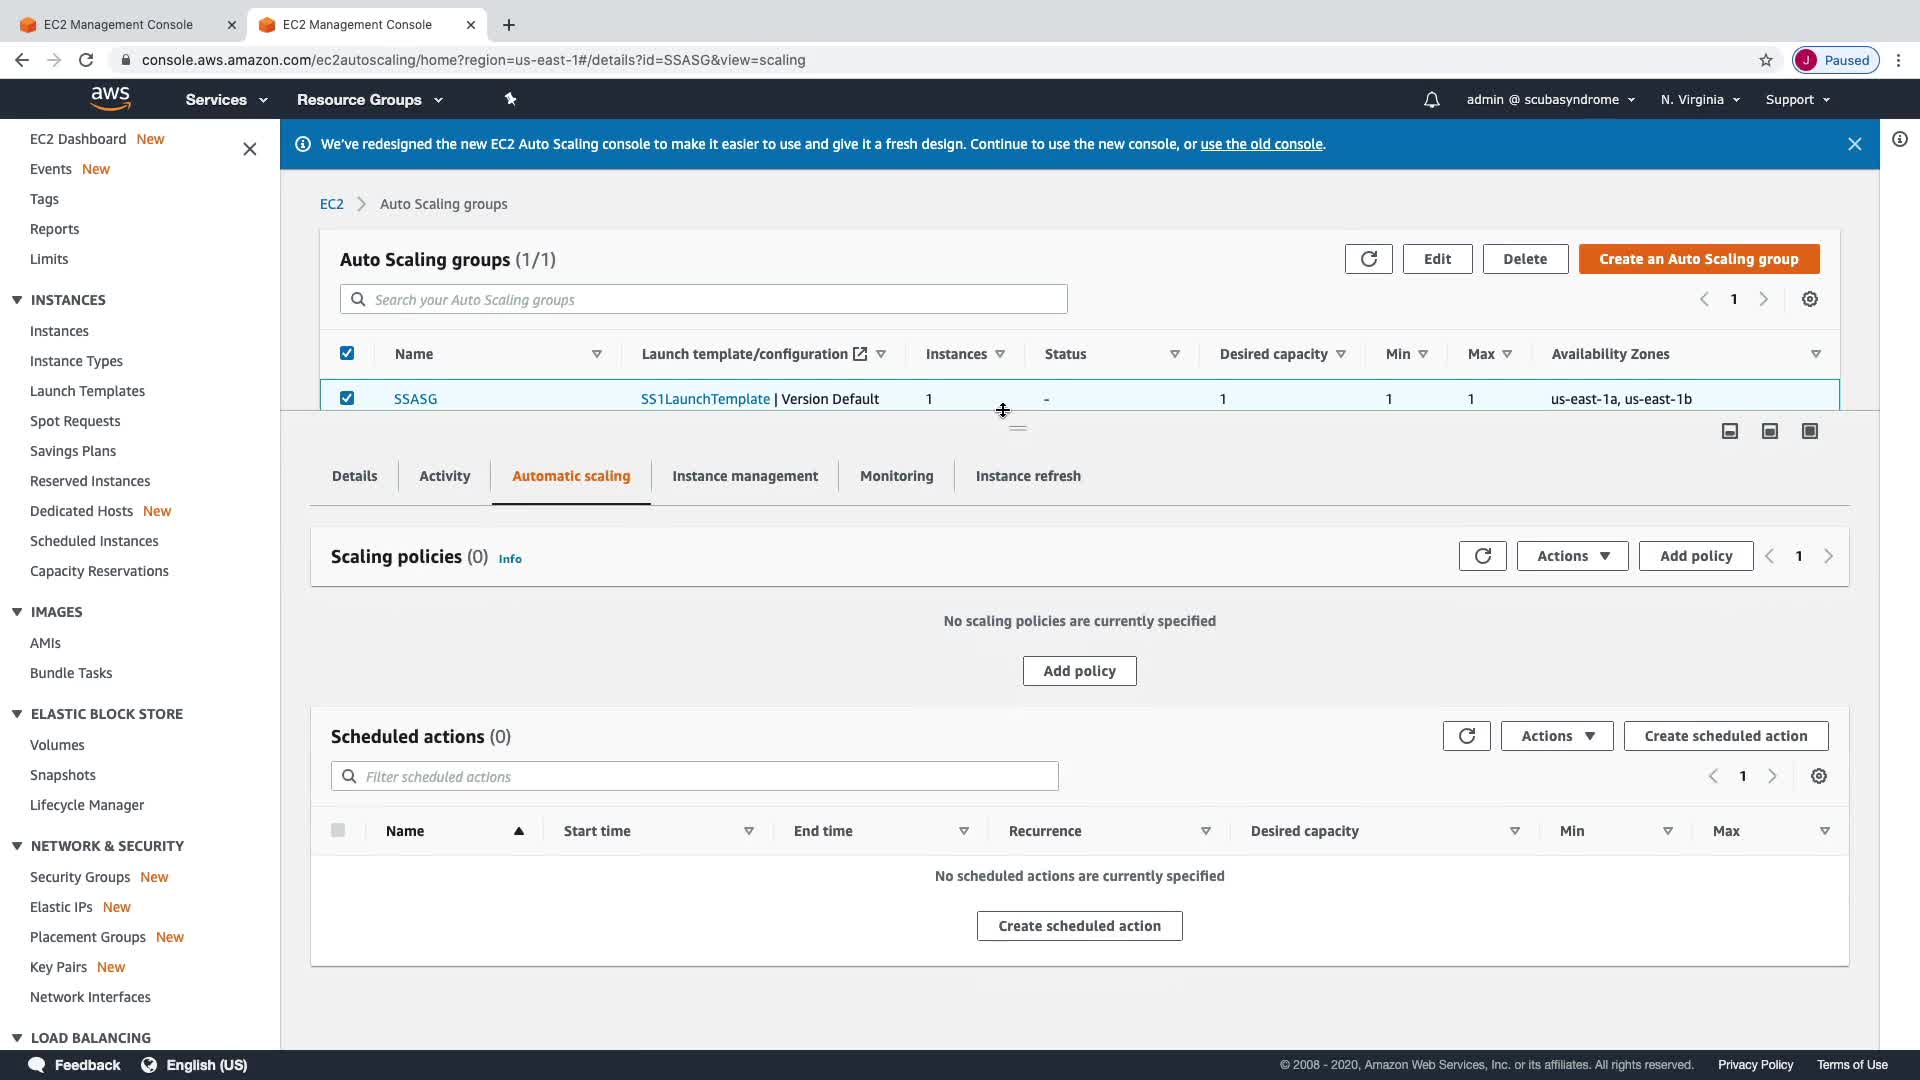 EC2 Management Console
EC2 Management Console
console.aws.amazon.com/ec2autoscaling/home?region=us-east-1#/details?id=SSASG&view=scaling
J Paused
aws Services Resource Groups admin @ scubasyndrome N. Virginia Support
EC2 Dashboard New
Events New
Tags
Reports
Limits
INSTANCES
Instances
Instance Types
Launch Templates
Spot Requests
Savings Plans
Reserved Instances
Dedicated Hosts New
Scheduled Instances
Capacity Reservations
IMAGES
AMIs
Bundle Tasks
ELASTIC BLOCK STORE
Volumes
Snapshots
Lifecycle Manager
NETWORK & SECURITY
Security Groups New
Elastic IPs New
Placement Groups New
Key Pairs New
Network Interfaces
LOAD BALANCING
We've redesigned the new EC2 Auto Scaling console to make it easier to use and give it a fresh design. Continue to use the new console, or use the old console.
EC2 Auto Scaling groups
Auto Scaling groups (1/1) Edit Delete Create an Auto Scaling group
Search your Auto Scaling groups 1
Name Launch template/configuration Instances Status Desired capacity Min Max Availability Zones
SSASG SS1LaunchTemplate | Version Default 1 - 1 1 1 us-east-1a, us-east-1b
Details Activity Automatic scaling Instance management Monitoring Instance refresh
Scaling policies (0) Info Actions Add policy 1
No scaling policies are currently specified
Add policy
Scheduled actions (0) Actions Create scheduled action
Filter scheduled actions 1
Name Start time End time Recurrence Desired capacity Min Max
No scheduled actions are currently specified
Create scheduled action
Feedback English (US) © 2008 - 2020, Amazon Web Services, Inc. or its affiliates. All rights reserved. Privacy Policy Terms of Use